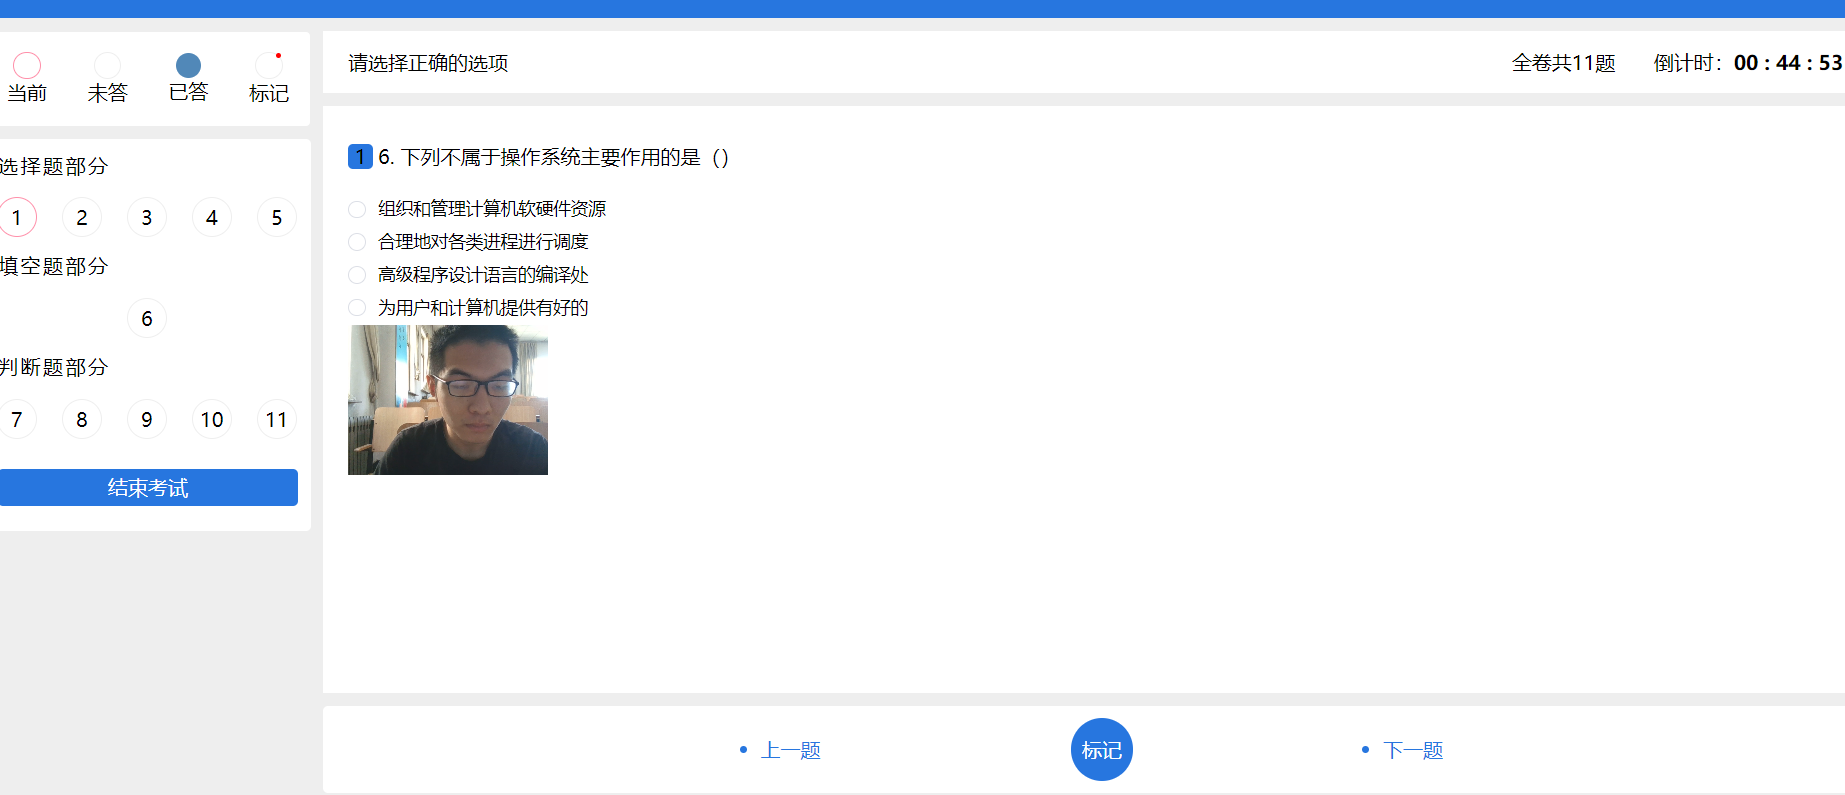 当前 未答 已答 标记
请选择正确的选项 全卷共11题 倒计时：00 : 44 : 53
选择题部分
1 2 3 4 5
填空题部分
6
判断题部分
7 8 9 10 11
结束考试
1 6. 下列不属于操作系统主要作用的是（）
组织和管理计算机软硬件资源
合理地对各类进程进行调度
高级程序设计语言的编译处
为用户和计算机提供有好的
上一题 标记 下一题